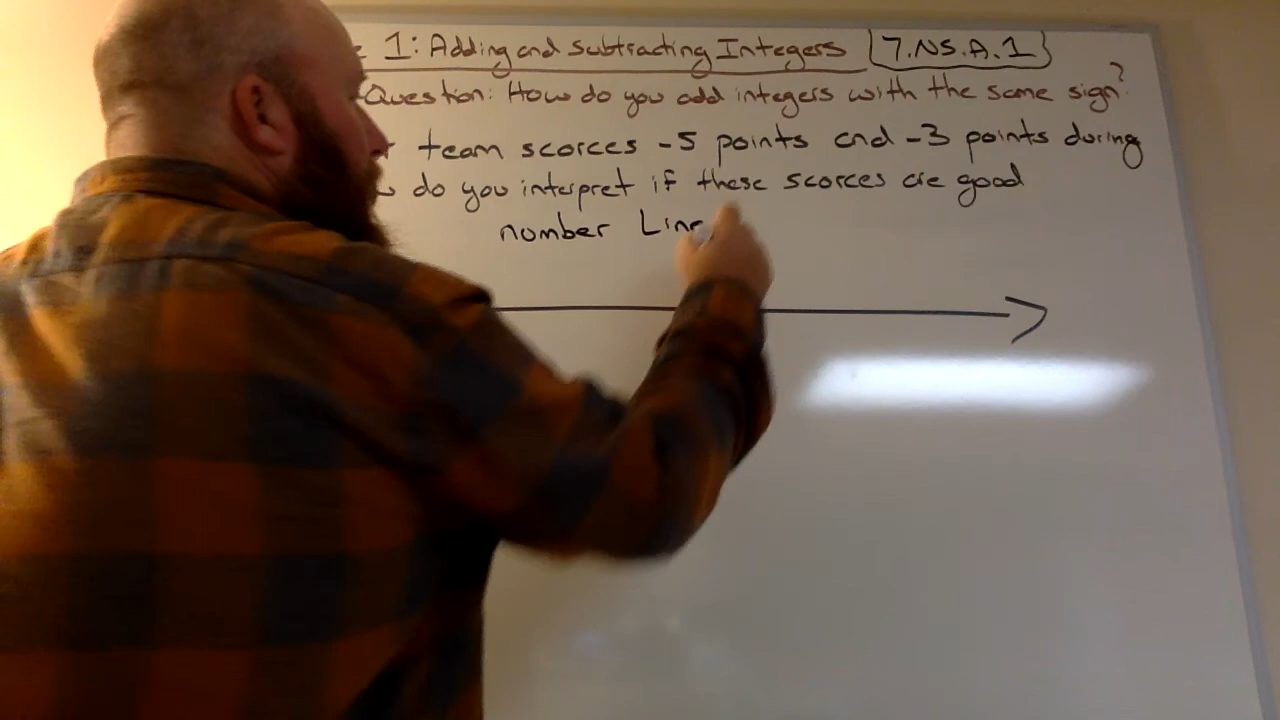 1: Adding and Subtracting Integers 7.NS.A.1
Question: How do you add integers with the same sign?
team scorces -5 points and -3 points during
do you interpret if these scorces are good
number Line